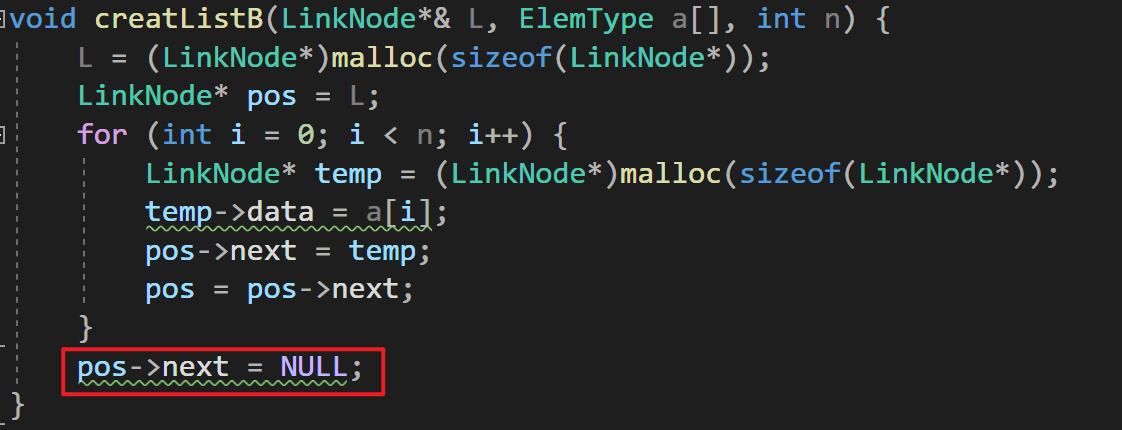 void creatListB(LinkNode*& L, ElemType a[], int n) {
    L = (LinkNode*)malloc(sizeof(LinkNode*));
    LinkNode* pos = L;
    for (int i = 0; i < n; i++) {
        LinkNode* temp = (LinkNode*)malloc(sizeof(LinkNode*));
        temp->data = a[i];
        pos->next = temp;
        pos = pos->next;
    }
    pos->next = NULL;
}